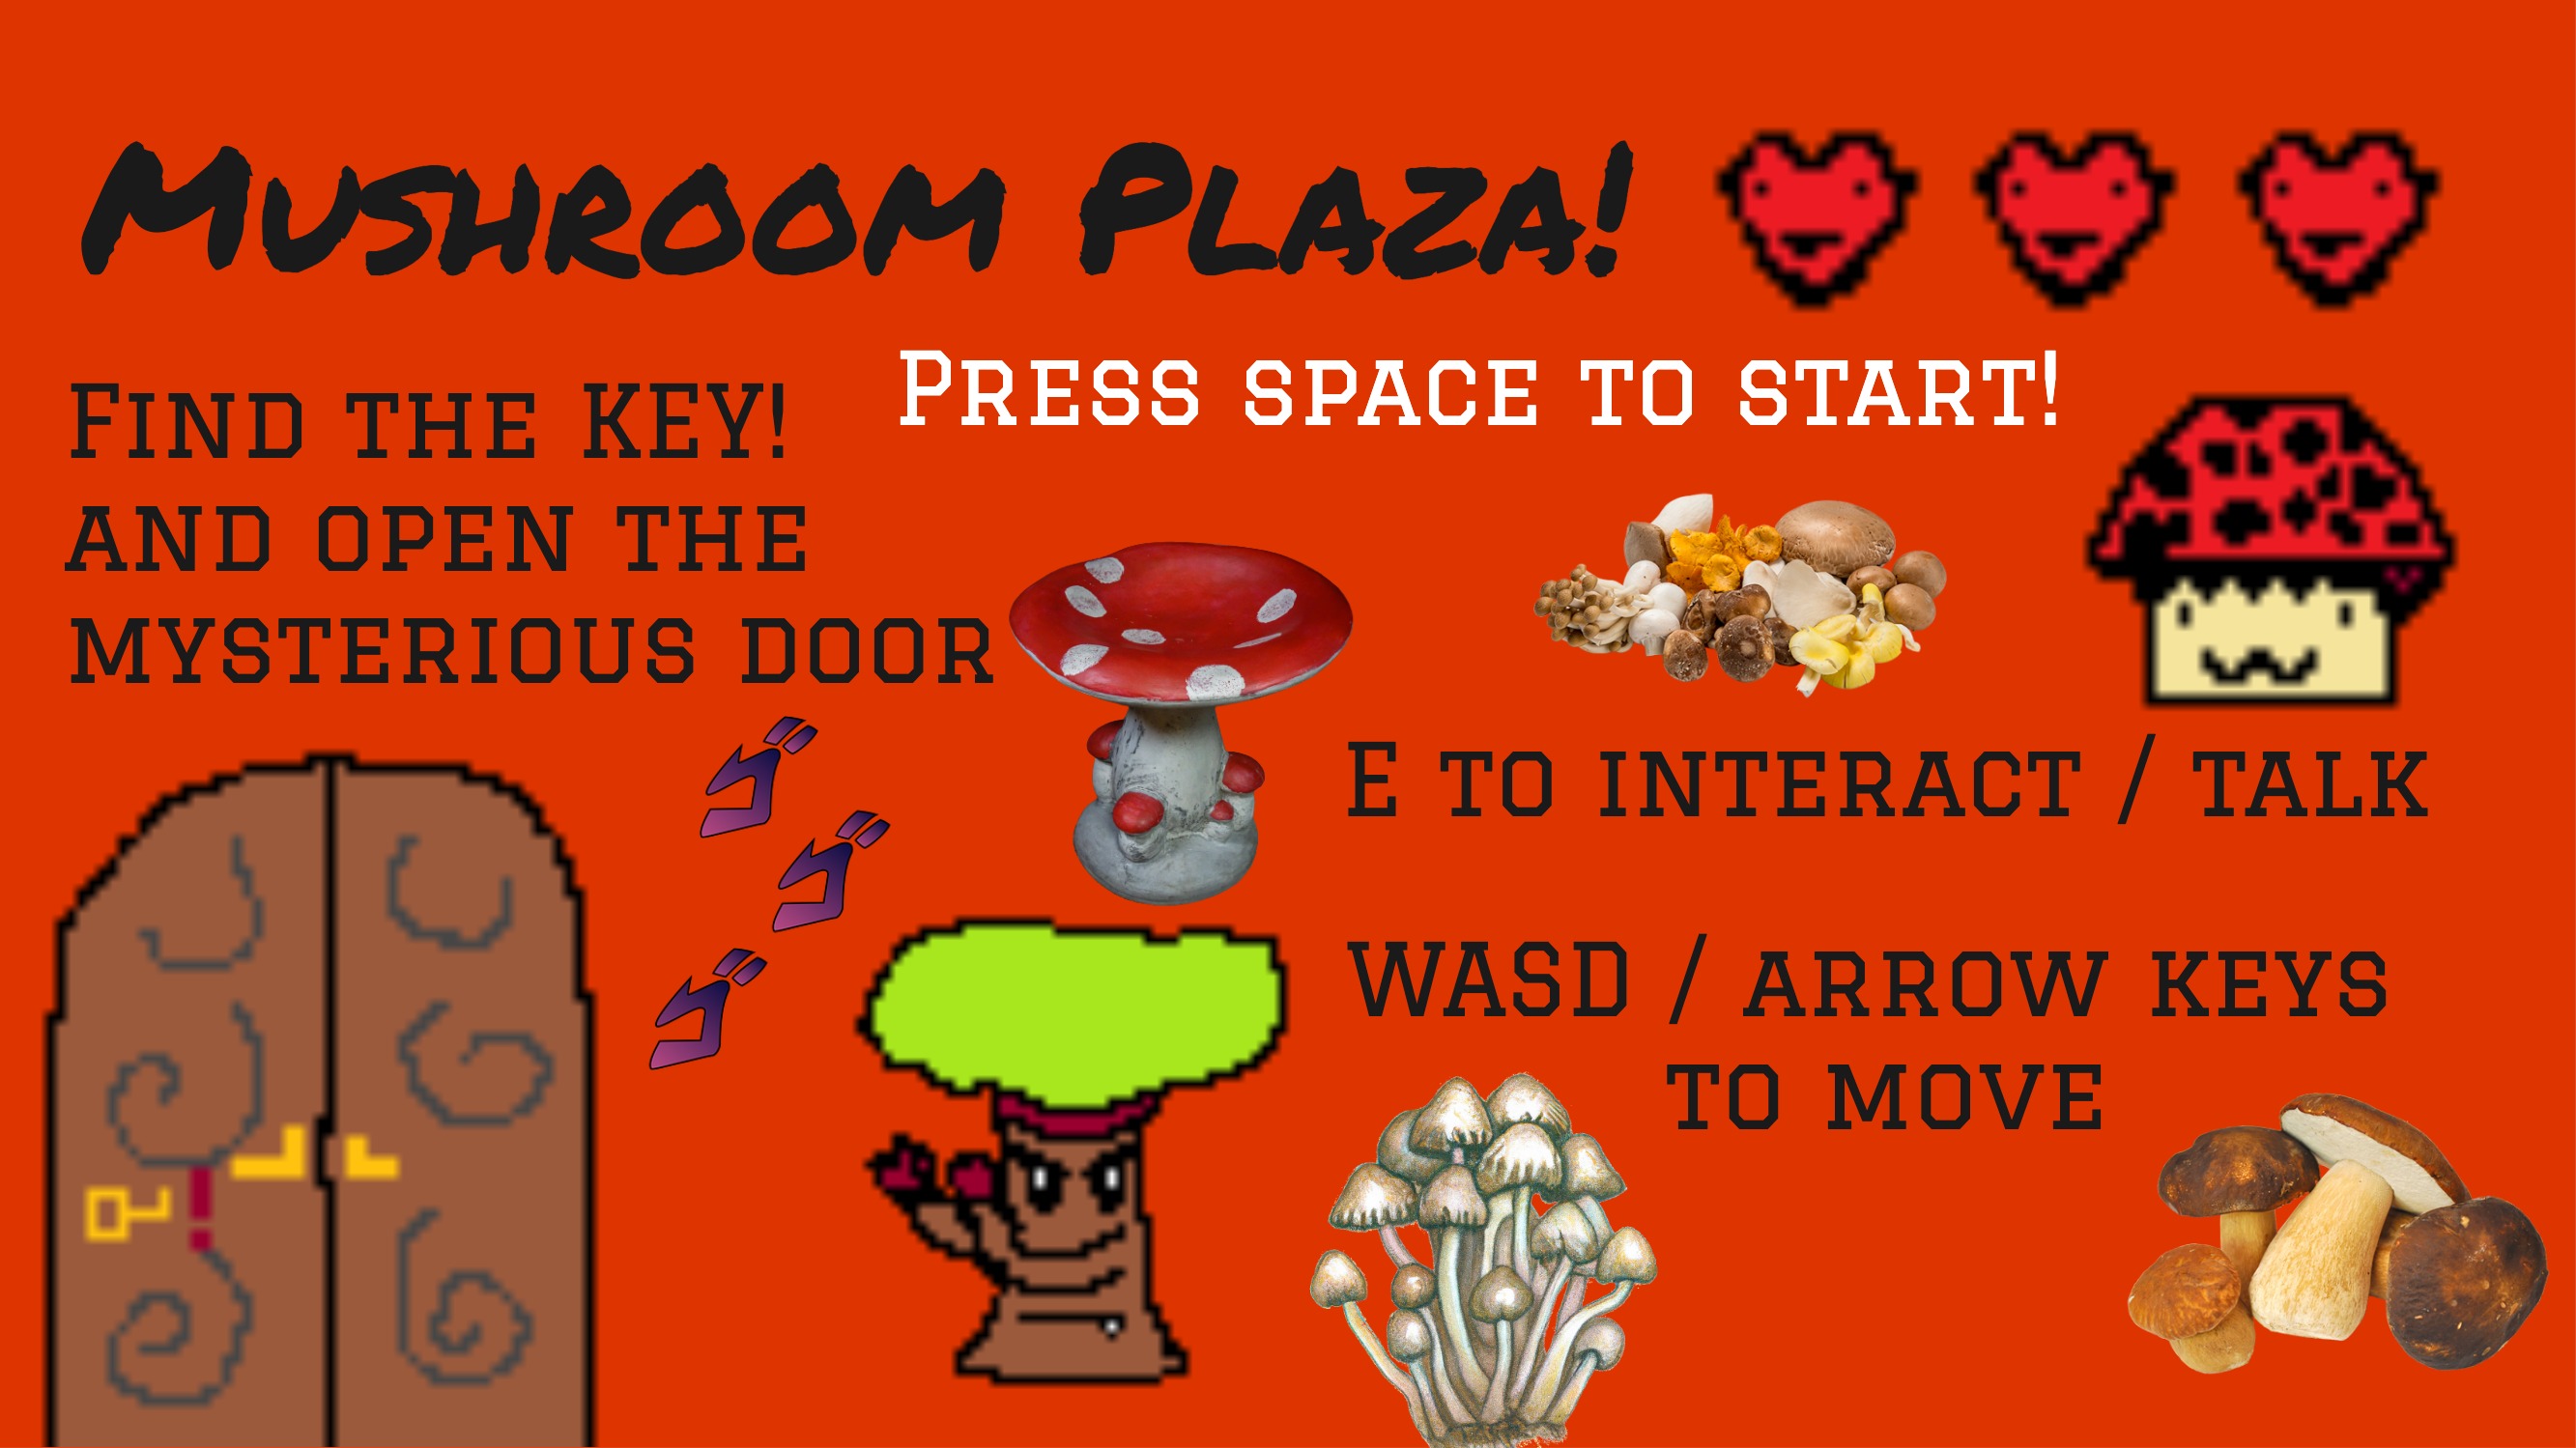 Mushroom Plaza!
Press space to start!
Find the KEY!
and open the
mysterious door
ゴ
ゴ
ゴ
E to interact / talk
WASD / arrow keys
to move